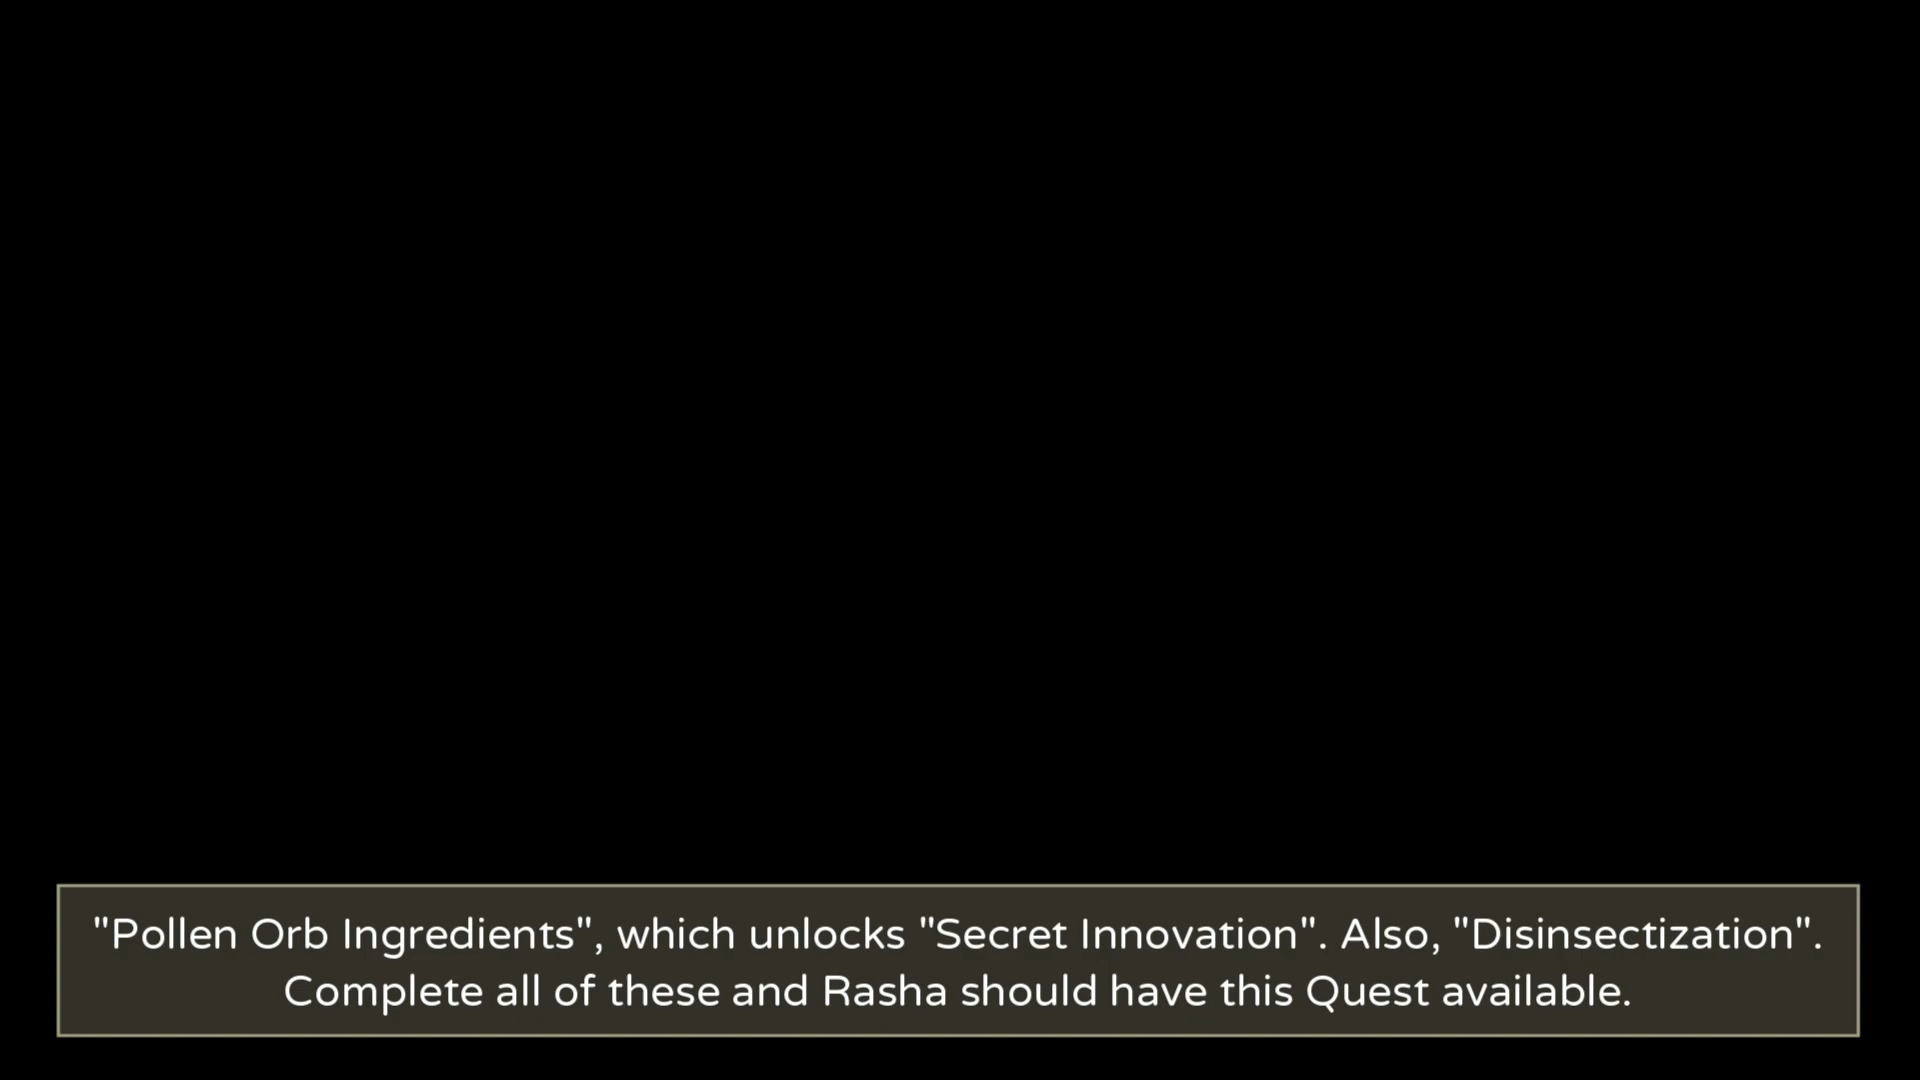 "Pollen Orb Ingredients", which unlocks "Secret Innovation". Also, "Disinsectization".
Complete all of these and Rasha should have this Quest available.